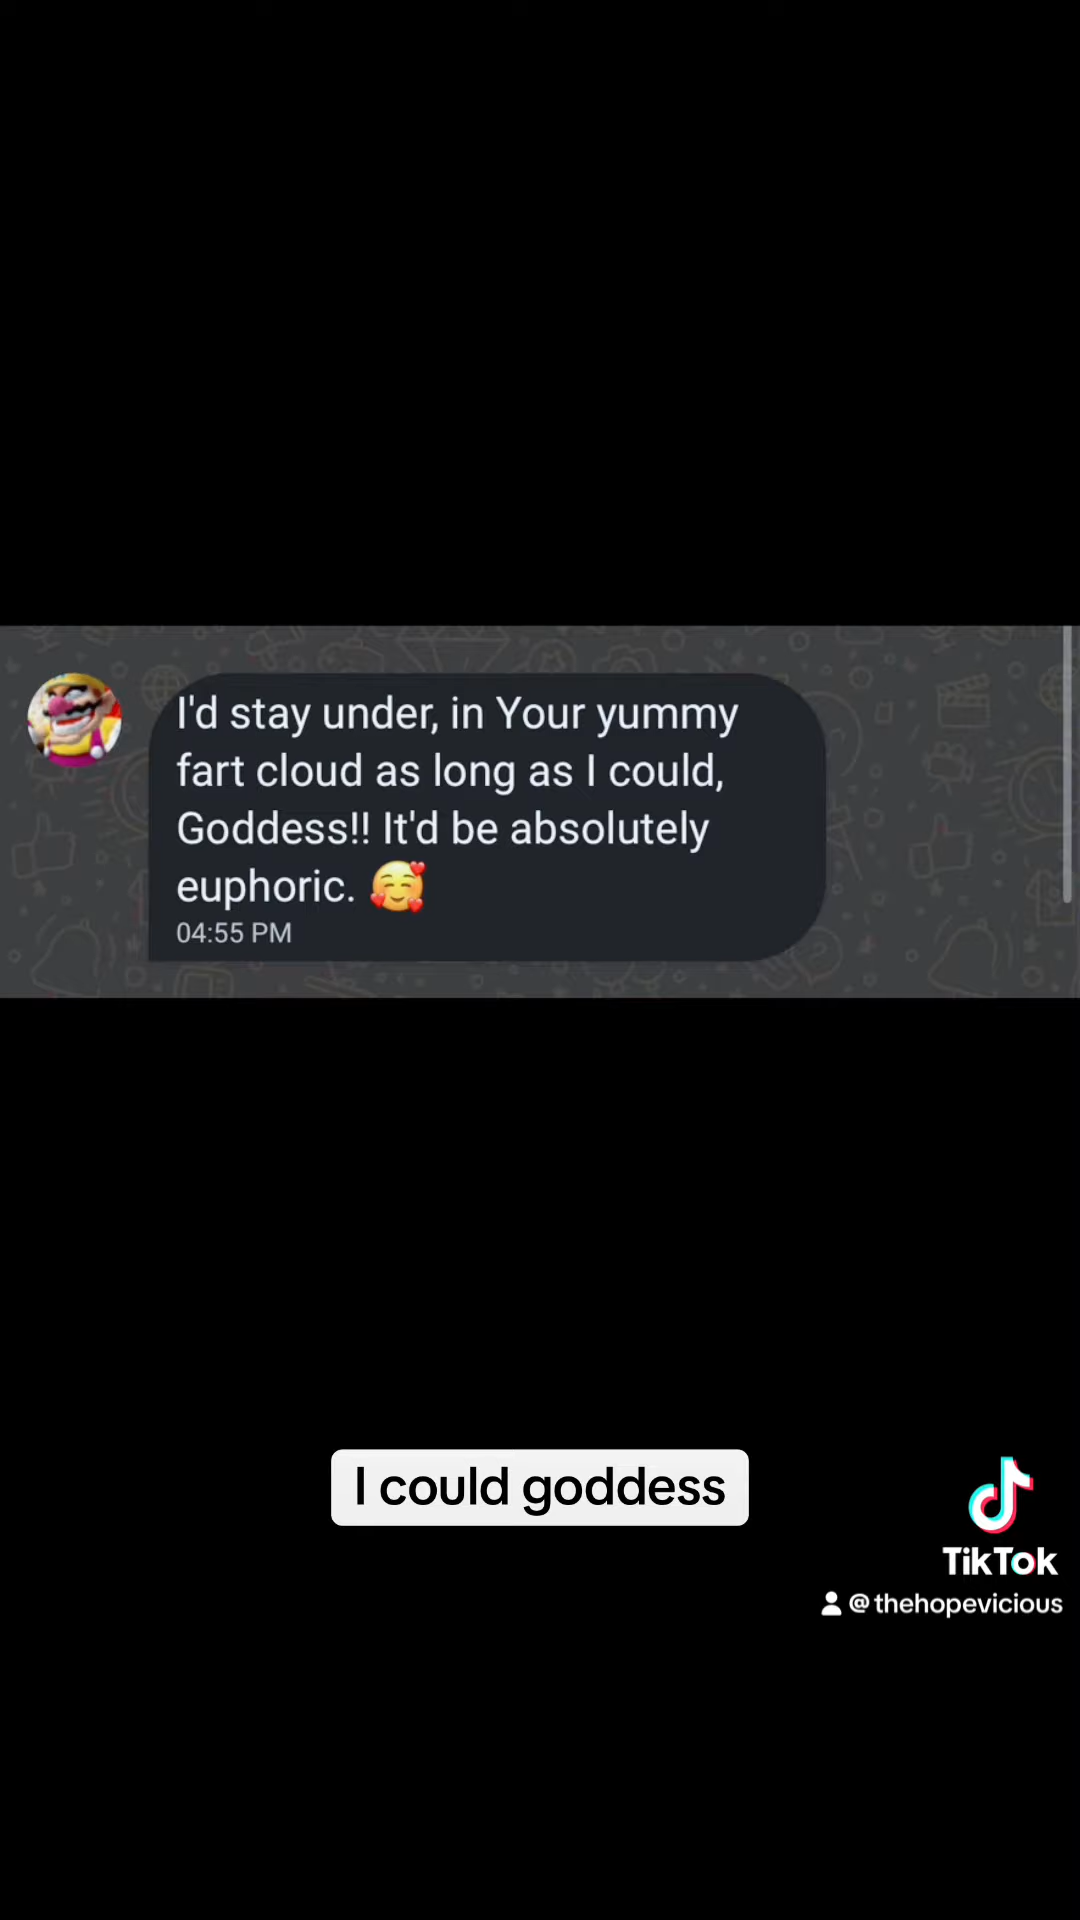 I'd stay under, in Your yummy
fart cloud as long as I could,
Goddess!! It'd be absolutely
euphoric. 🥰
04:55 PM
I could goddess
TikTok
@thehopevicious